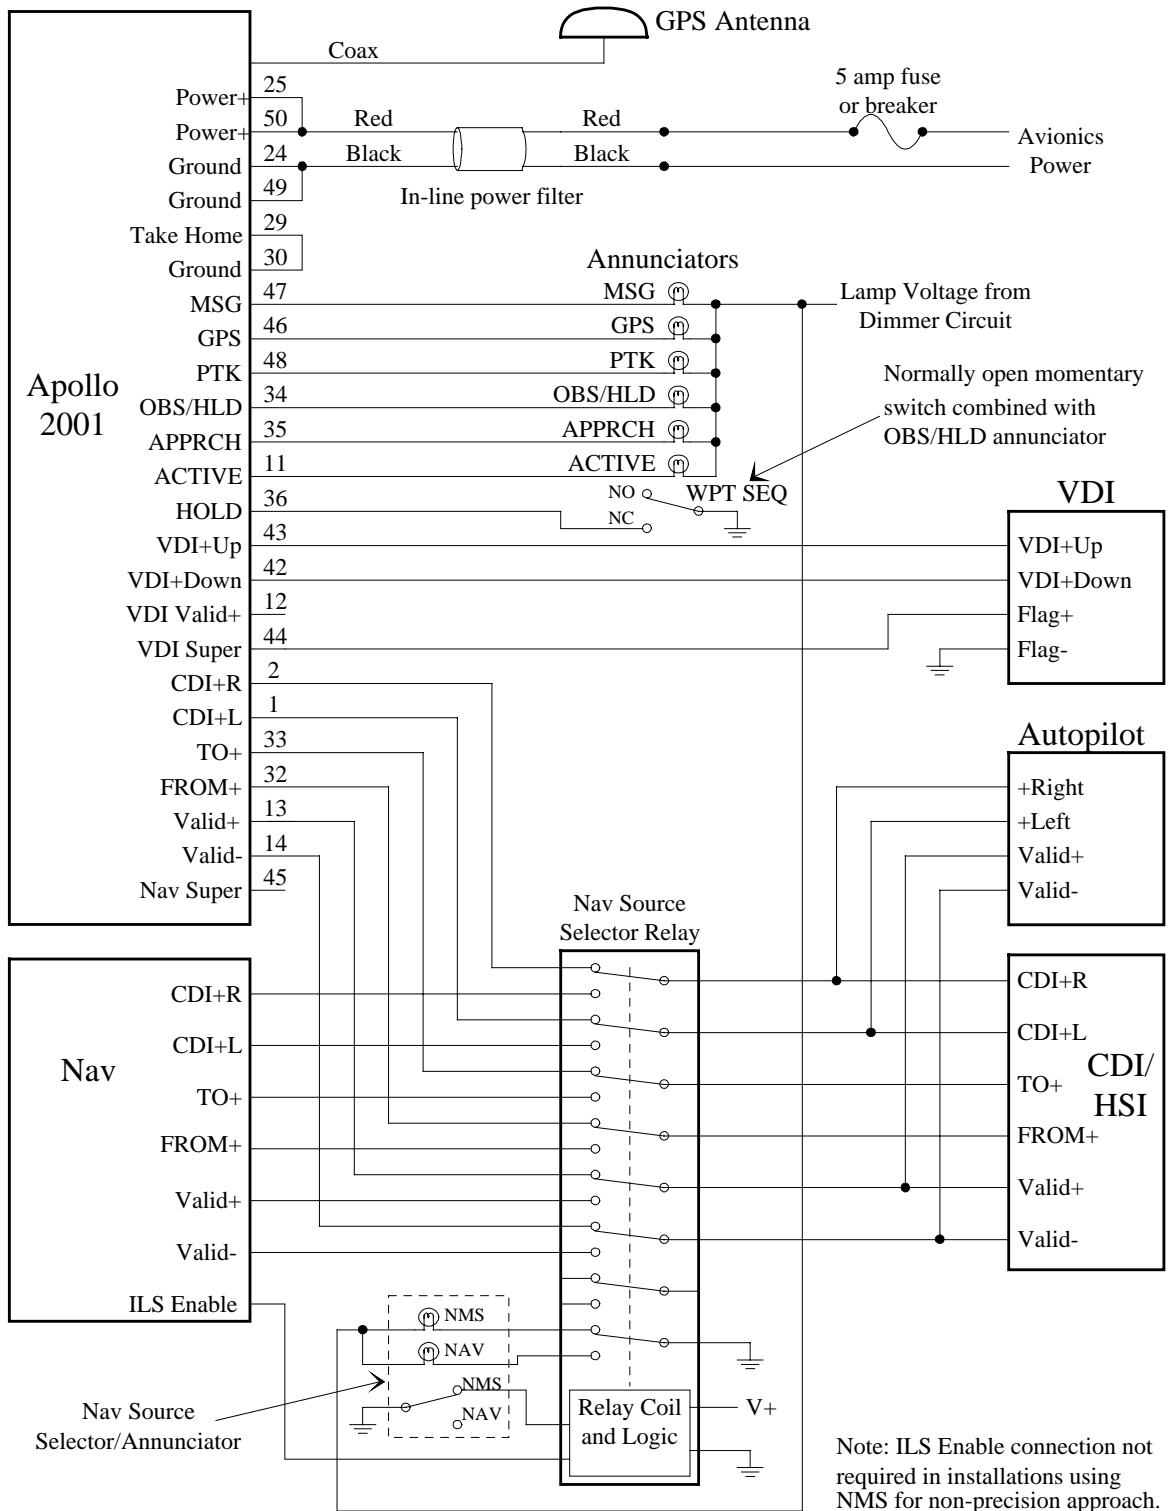 GPS Antenna
Coax
5 amp fuse
or breaker
Power+ 25
Power+ 50 Red Red
Avionics
Power
Ground 24 Black Black
Ground 49
In-line power filter
Take Home 29
Ground 30
Annunciators
MSG 47 MSG
Lamp Voltage from
Dimmer Circuit
GPS 46 GPS
PTK 48 PTK
Apollo
2001
Normally open momentary
switch combined with
OBS/HLD annunciator
OBS/HLD 34 OBS/HLD
APPRCH 35 APPRCH
ACTIVE 11 ACTIVE
HOLD 36
NO WPT SEQ
NC
VDI
VDI+Up 43 VDI+Up
VDI+Down 42 VDI+Down
VDI Valid+ 12 Flag+
VDI Super 44 Flag-
CDI+R 2
CDI+L 1
TO+ 33
FROM+ 32
Valid+ 13
Valid- 14
Nav Super 45
Autopilot
+Right
+Left
Valid+
Valid-
Nav Source
Selector Relay
Nav
CDI+R
CDI+L
TO+
FROM+
Valid+
Valid-
ILS Enable
CDI/
HSI
CDI+R
CDI+L
TO+
FROM+
Valid+
Valid-
NMS
NAV
NMS
NAV
Nav Source
Selector/Annunciator
Relay Coil
and Logic
V+
Note: ILS Enable connection not
required in installations using
NMS for non-precision approach.